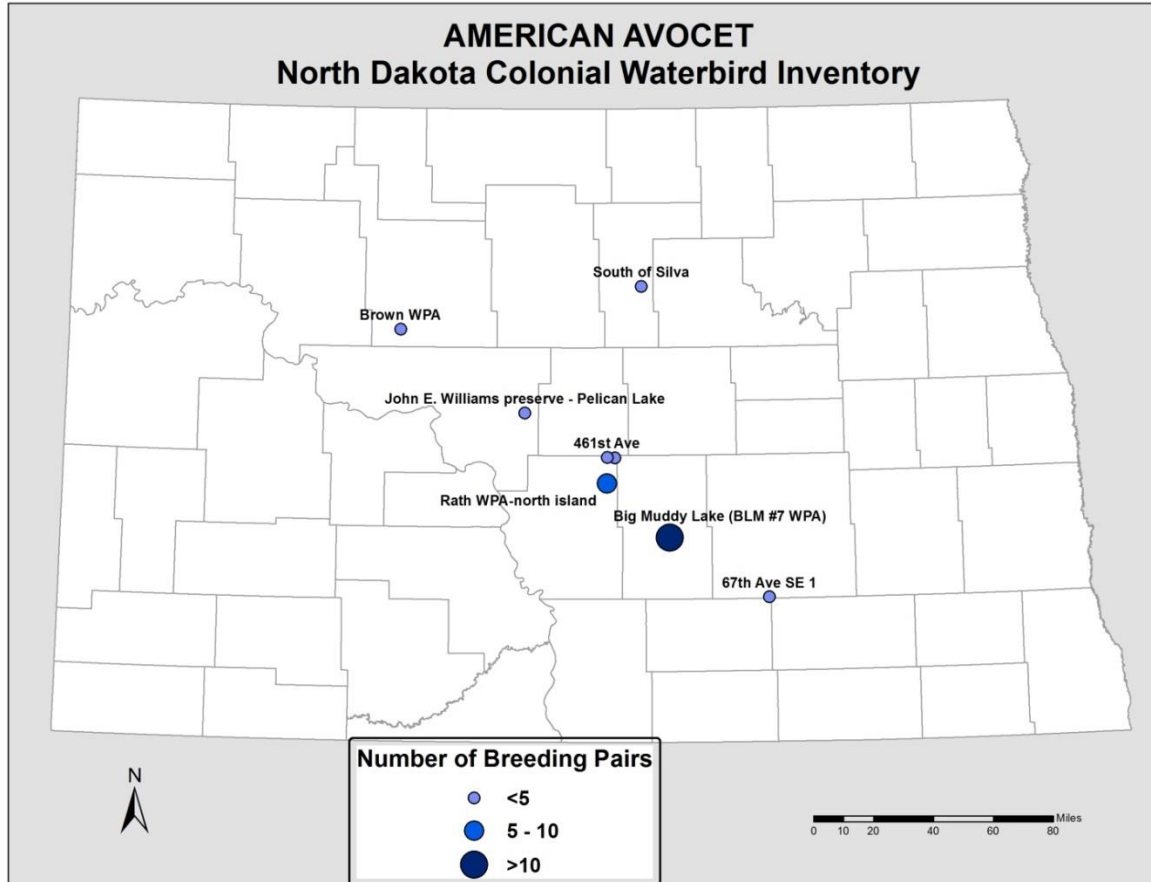 AMERICAN AVOCET
North Dakota Colonial Waterbird Inventory
South of Silva
Brown WPA
John E. Williams preserve - Pelican Lake
461st Ave
Rath WPA-north island
Big Muddy Lake (BLM #7 WPA)
67th Ave SE 1
Number of Breeding Pairs
<5
5 - 10
>10
N
Miles
0 10 20 40 60 80